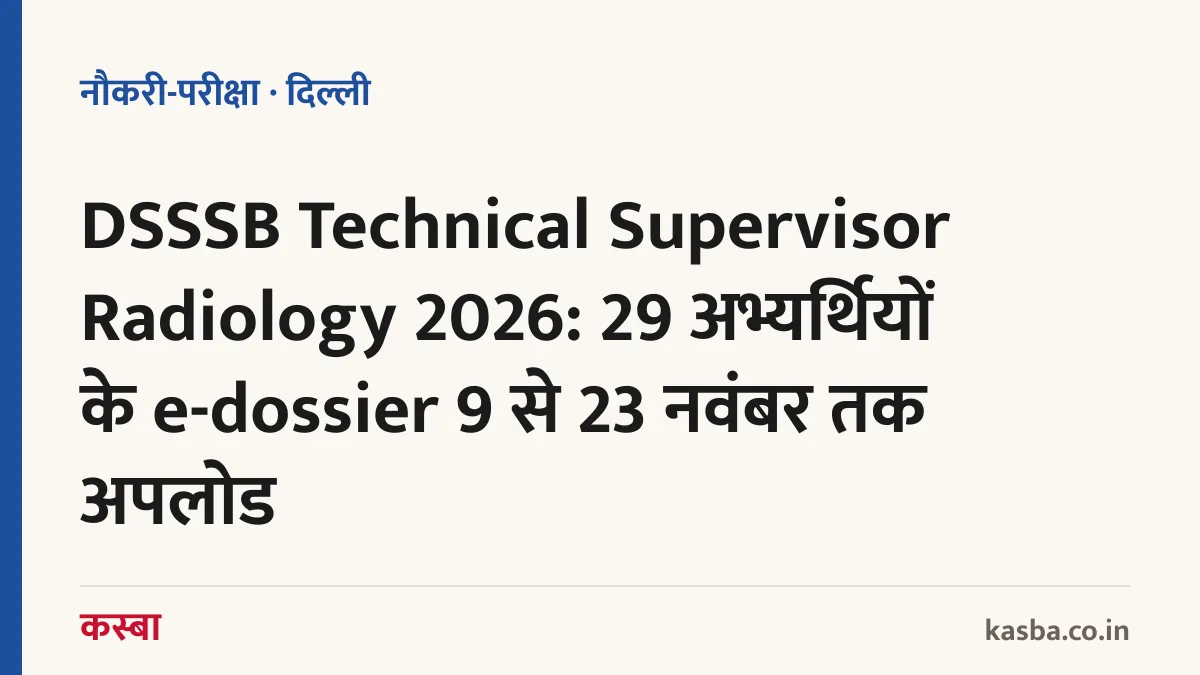 नौकरी-परीक्षा · दिल्ली
DSSSB Technical Supervisor
Radiology 2026: 29 अभ्यर्थियों
के e-dossier 9 से 23 नवंबर तक
अपलोड
कस्बा
kasba.co.in